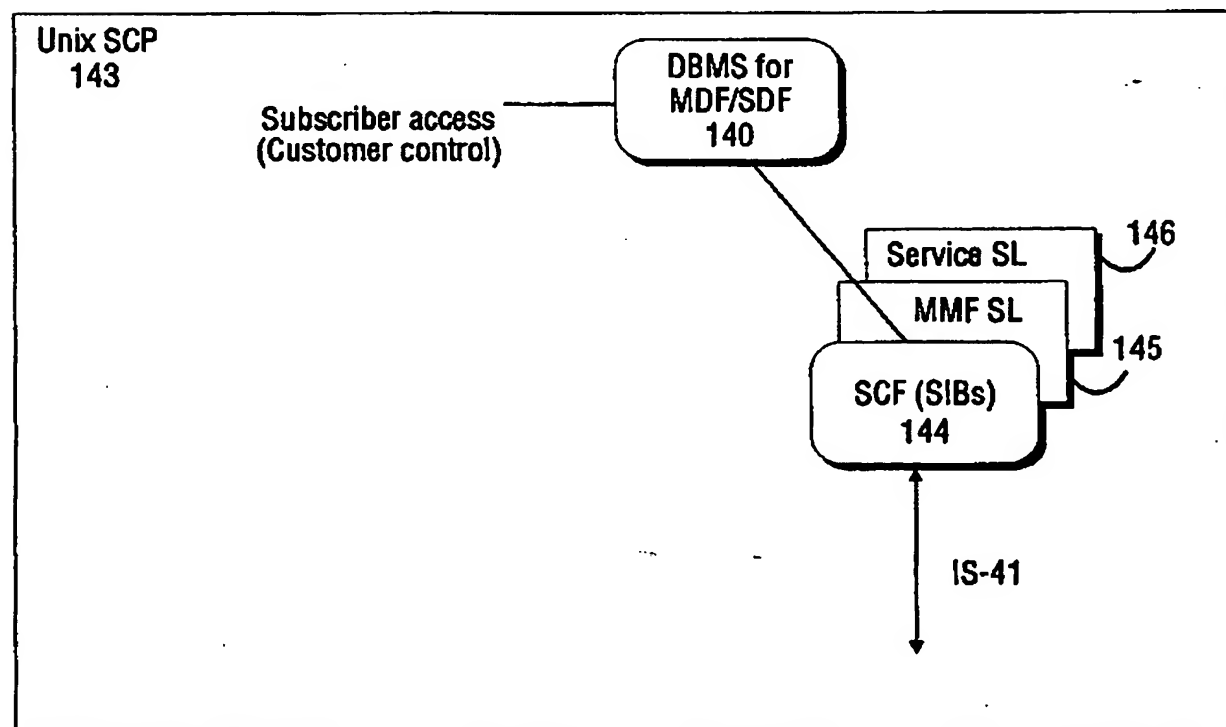 Unix SCP
143
DBMS for
MDF/SDF
140
Subscriber access
(Customer control)
Service SL
146
MMF SL
145
SCF (SIBs)
144
IS-41